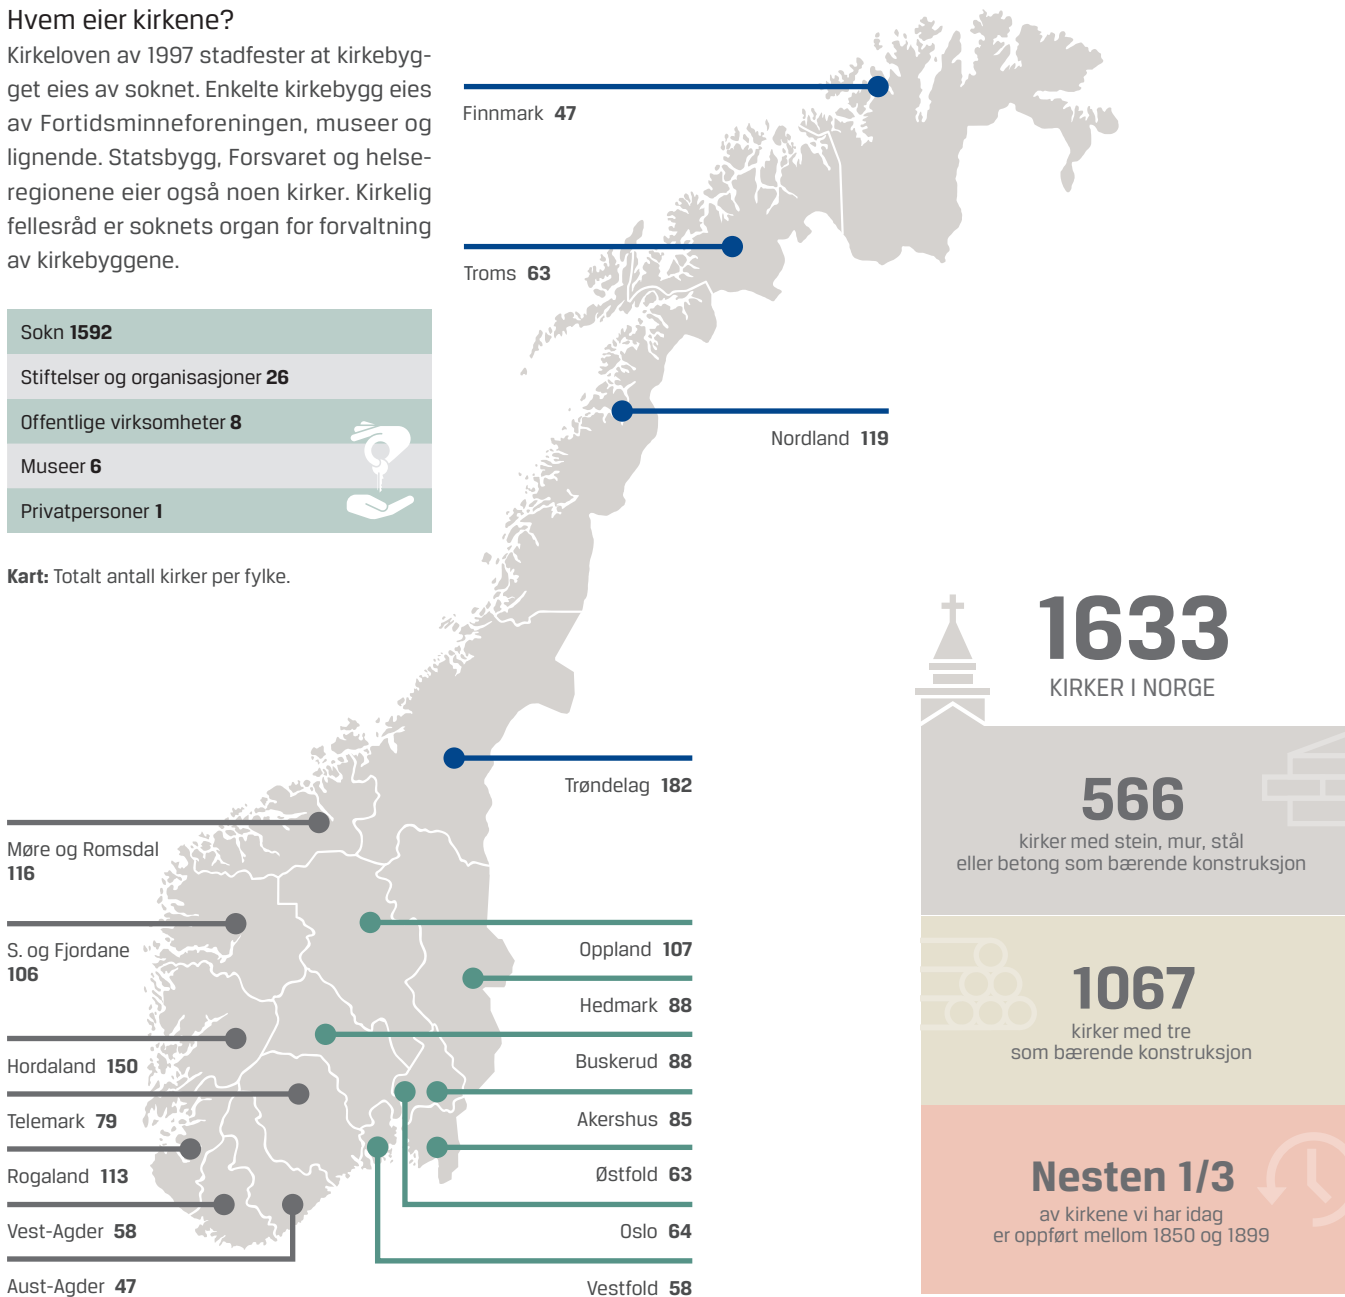 Hvem eier kirkene?
Kirkeloven av 1997 stadfester at kirkebyg-
get eies av soknet. Enkelte kirkebygg eies
av Fortidsminneforeningen, museer og
lignende. Statsbygg, Forsvaret og helse-
regionene eier også noen kirker. Kirkelig
fellesråd er soknets organ for forvaltning
av kirkebyggene.
Sokn 1592
Stiftelser og organisasjoner 26
Offentlige virksomheter 8
Museer 6
Privatpersoner 1
Kart: Totalt antall kirker per fylke.
Finnmark 47
Troms 63
Nordland 119
Trøndelag 182
Møre og Romsdal
116
S. og Fjordane
106
Hordaland 150
Telemark 79
Rogaland 113
Vest-Agder 58
Aust-Agder 47
Oppland 107
Hedmark 88
Buskerud 88
Akershus 85
Østfold 63
Oslo 64
Vestfold 58
1633
KIRKER I NORGE
566
kirker med stein, mur, stål
eller betong som bærende konstruksjon
1067
kirker med tre
som bærende konstruksjon
Nesten 1/3
av kirkene vi har idag
er oppført mellom 1850 og 1899